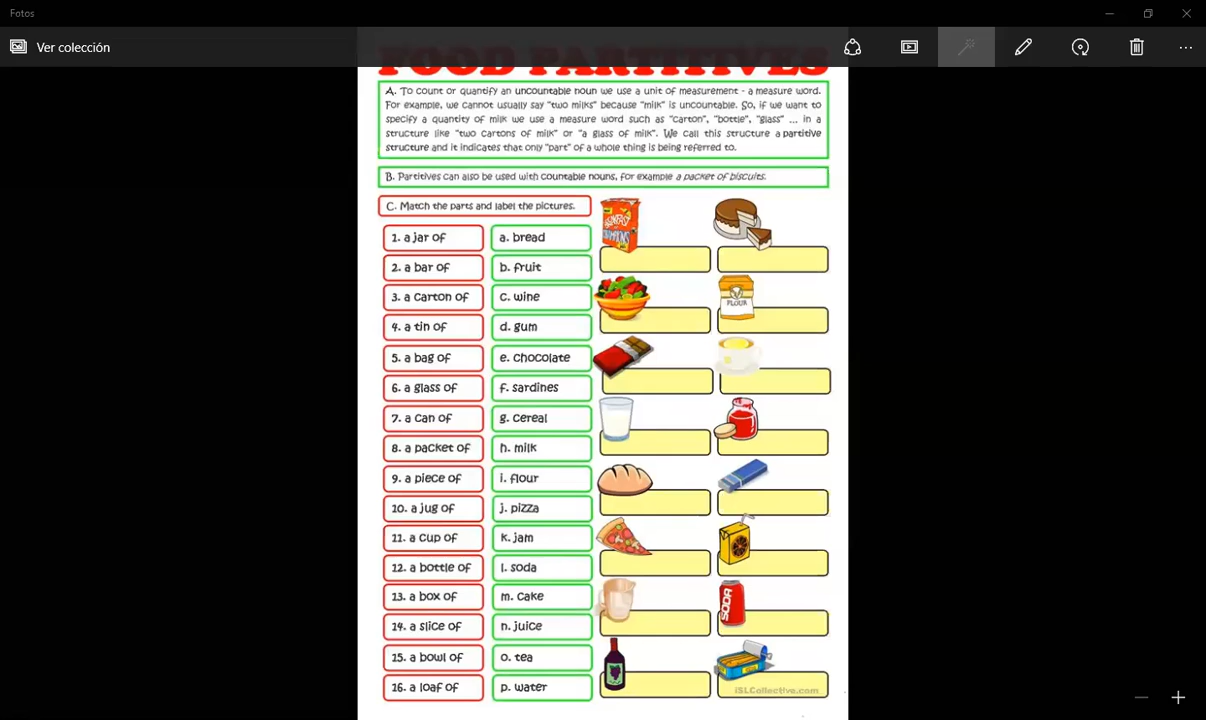 Fotos
Ver colección
FOOD PARTITIVES
A. To count or quantify an uncountable noun we use a unit of measurement - a measure word.
For example, we cannot usually say "two milks" because "milk" is uncountable. So, if we want to
specify a quantity of milk we use a measure word such as "carton", "bottle", "glass" ... in a
structure like "two cartons of milk" or "a glass of milk". We call this structure a partitive
structure and it indicates that only "part" of a whole thing is being referred to.
B. Partitives can also be used with countable nouns, for example a packet of biscuits.
C. Match the parts and label the pictures.
1. a jar of
a. bread
2. a bar of
b. fruit
3. a carton of
c. wine
4. a tin of
d. gum
5. a bag of
e. chocolate
6. a glass of
f. sardines
7. a can of
g. cereal
8. a packet of
h. milk
9. a piece of
i. flour
10. a jug of
j. pizza
11. a cup of
k. jam
12. a bottle of
l. soda
13. a box of
m. cake
14. a slice of
n. juice
15. a bowl of
o. tea
16. a loaf of
p. water
FLOUR
SODA
iSLCollective.com